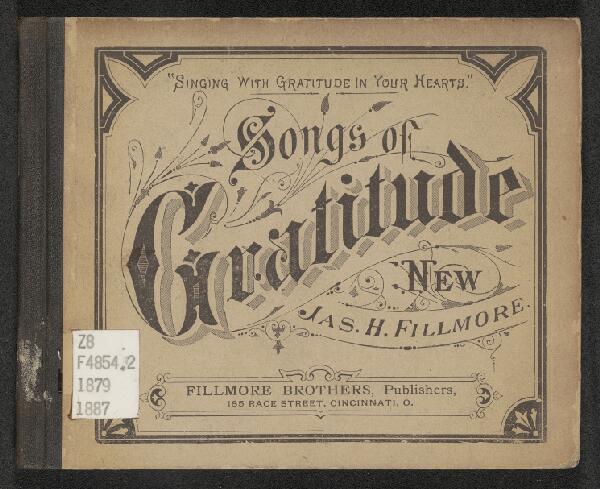 "Singing With Gratitude In Your Hearts."
Songs of
Gratitude
New
Jas. H. Fillmore.
Z8
F4854.2
1879
1887
FILLMORE BROTHERS, Publishers,
185 RACE STREET, CINCINNATI, O.